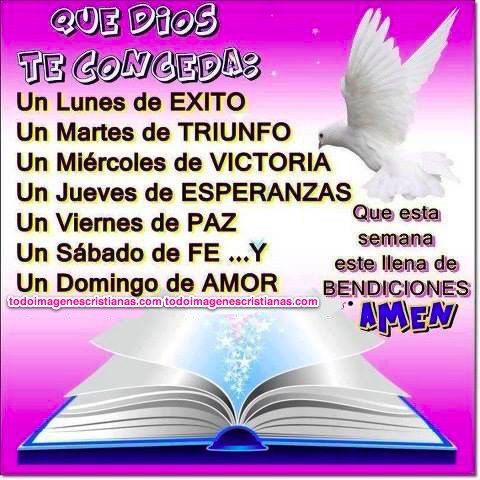 QUE DIOS
TE CONCEDA:
Un Lunes de EXITO
Un Martes de TRIUNFO
Un Miércoles de VICTORIA
Un Jueves de ESPERANZAS
Un Viernes de PAZ
Un Sábado de FE ...Y
Un Domingo de AMOR
todoimagenescristianas.com todoimagenescristianas.com
Que esta
semana
este llena de
BENDICIONES
AMEN